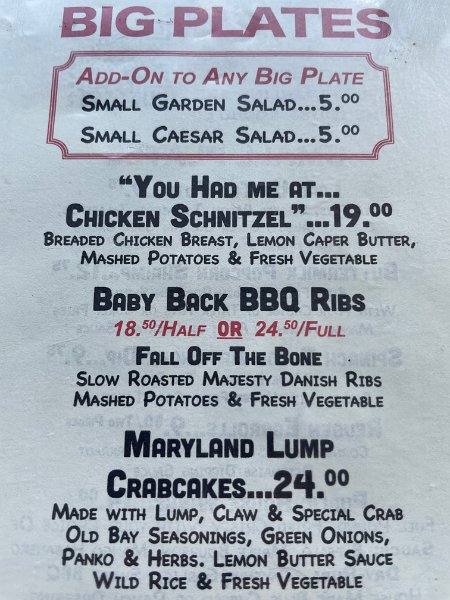 BIG PLATES
ADD-ON TO ANY BIG PLATE
SMALL GARDEN SALAD...5.00
SMALL CAESAR SALAD...5.00
"YOU HAD ME AT...
CHICKEN SCHNITZEL"...19.00
BREADED CHICKEN BREAST, LEMON CAPER BUTTER,
MASHED POTATOES & FRESH VEGETABLE
BABY BACK BBQ RIBS
18.50/HALF OR 24.50/FULL
FALL OFF THE BONE
SLOW ROASTED MAJESTY DANISH RIBS
MASHED POTATOES & FRESH VEGETABLE
MARYLAND LUMP
CRABCAKES...24.00
MADE WITH LUMP, CLAW & SPECIAL CRAB
OLD BAY SEASONINGS, GREEN ONIONS,
PANKO & HERBS. LEMON BUTTER SAUCE
WILD RICE & FRESH VEGETABLE